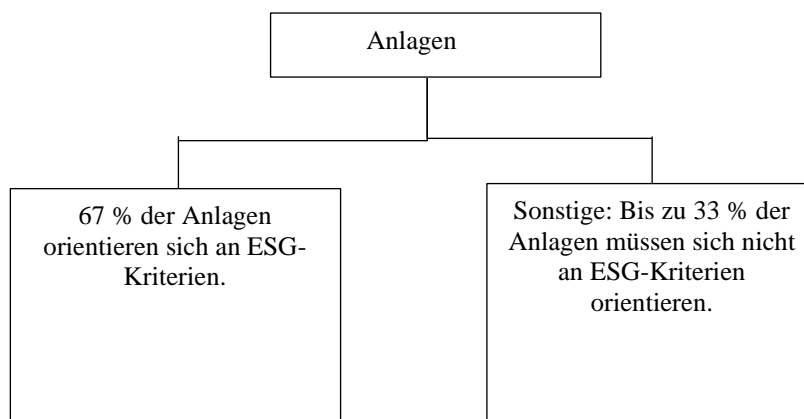 Anlagen
67 % der Anlagen
orientieren sich an ESG-
Kriterien.
Sonstige: Bis zu 33 % der
Anlagen müssen sich nicht
an ESG-Kriterien
orientieren.